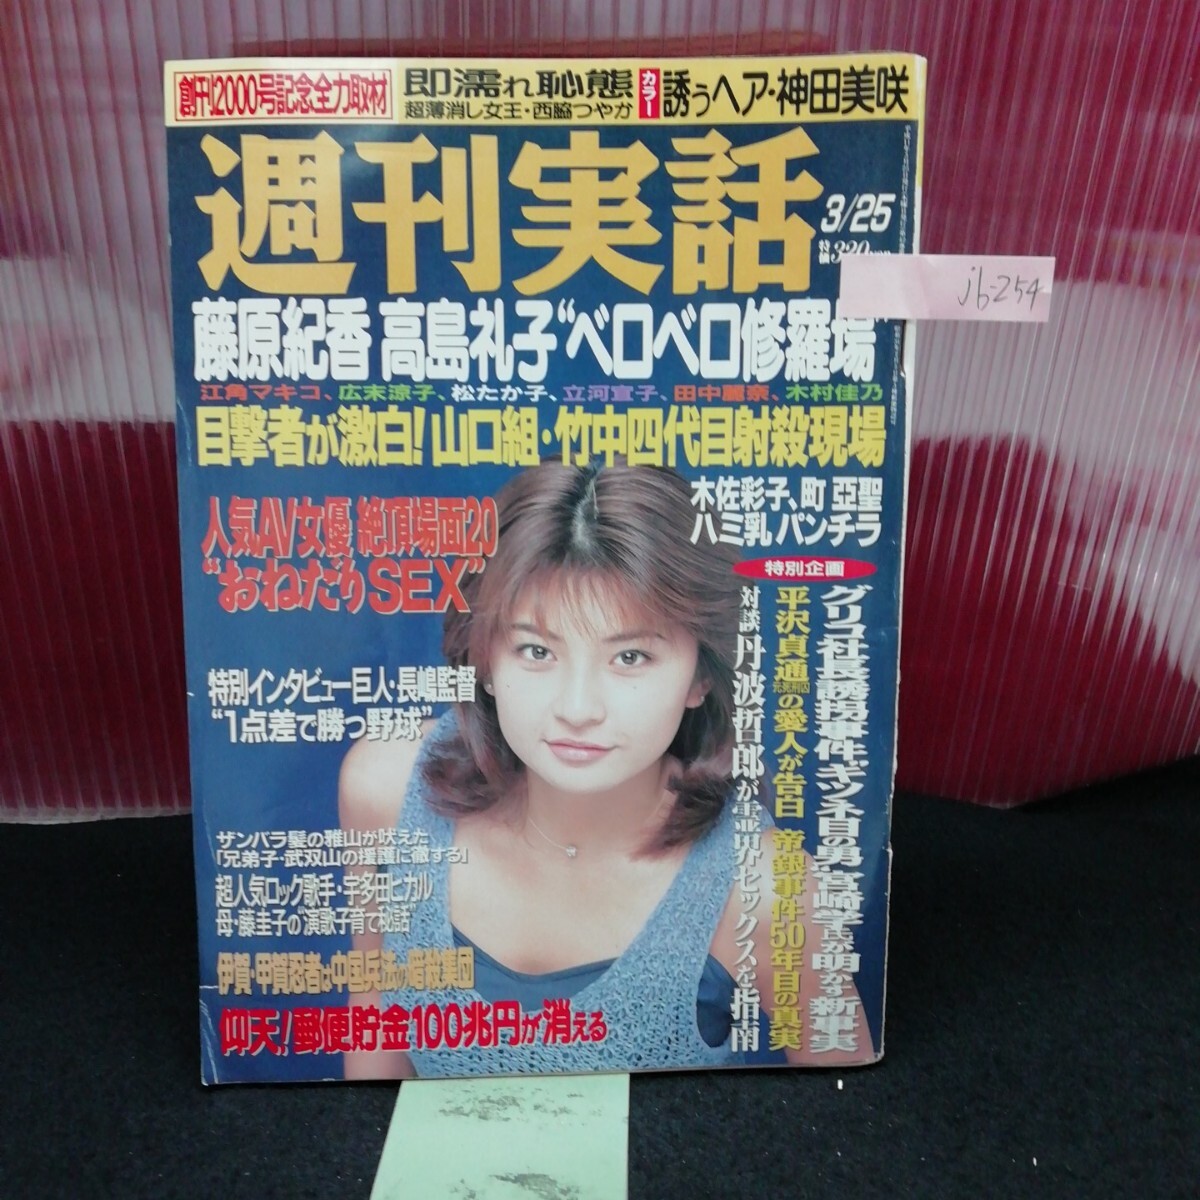 創刊2000号記念全力取材
即濡れ恥態
超薄消し女王・西脇つやか
カラー
誘うヘア・神田美咲
週刊実話
3/25
特価320
jb-254
藤原紀香 高島礼子“ベロベロ修羅場”
江角マキコ、広末涼子、松たか子、立河宜子、田中麗奈、木村佳乃
目撃者が激白!山口組・竹中四代目射殺現場
木佐彩子、町 亞聖
ハミ乳パンチラ
人気AV女優 絶頂場面20
“おねだりSEX”
特別企画
グリコ社長誘拐事件“キツネ目の男”宮崎学氏が明かす新事実
平沢貞通元死刑囚の愛人が告白 帝銀事件50年目の真実
対談 丹波哲郎が霊界セックスを指南
特別インタビュー巨人・長嶋監督
“1点差で勝つ野球”
ザンバラ髪の雅山が吠えた
「兄弟子・武双山の援護に徹する」
超人気ロック歌手・宇多田ヒカル
母・藤圭子の“演歌子育て秘話”
伊賀・甲賀忍者は中国兵法の暗殺集団
仰天!郵便貯金100兆円が消える